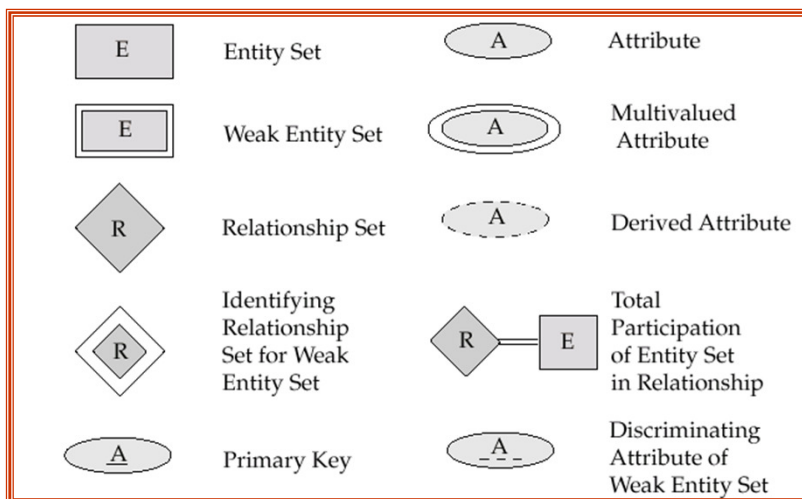 E
Entity Set
A
Attribute
E
Weak Entity Set
A
Multivalued
Attribute
R
Relationship Set
A
Derived Attribute
R
Identifying
Relationship
Set for Weak
Entity Set
R
E
Total
Participation
of Entity Set
in Relationship
A
Primary Key
A
Discriminating
Attribute of
Weak Entity Set